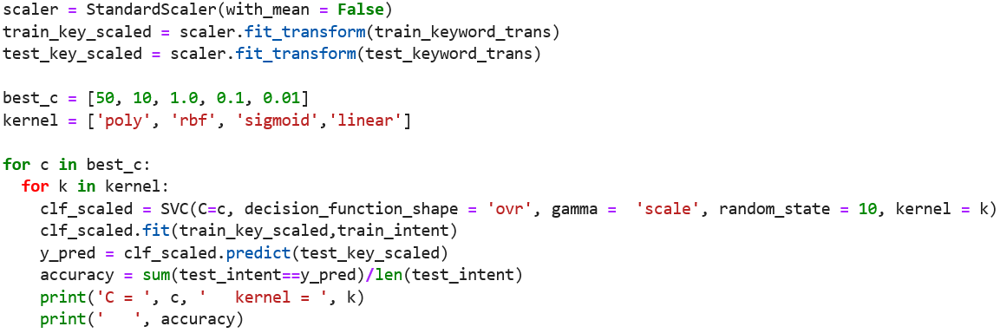 scaler = StandardScaler(with_mean = False)
train_key_scaled = scaler.fit_transform(train_keyword_trans)
test_key_scaled = scaler.fit_transform(test_keyword_trans)

best_c = [50, 10, 1.0, 0.1, 0.01]
kernel = ['poly', 'rbf', 'sigmoid','linear']

for c in best_c:
  for k in kernel:
    clf_scaled = SVC(C=c, decision_function_shape = 'ovr', gamma =  'scale', random_state = 10, kernel = k)
    clf_scaled.fit(train_key_scaled,train_intent)
    y_pred = clf_scaled.predict(test_key_scaled)
    accuracy = sum(test_intent==y_pred)/len(test_intent)
    print('C = ', c, '   kernel = ', k)
    print('   ', accuracy)